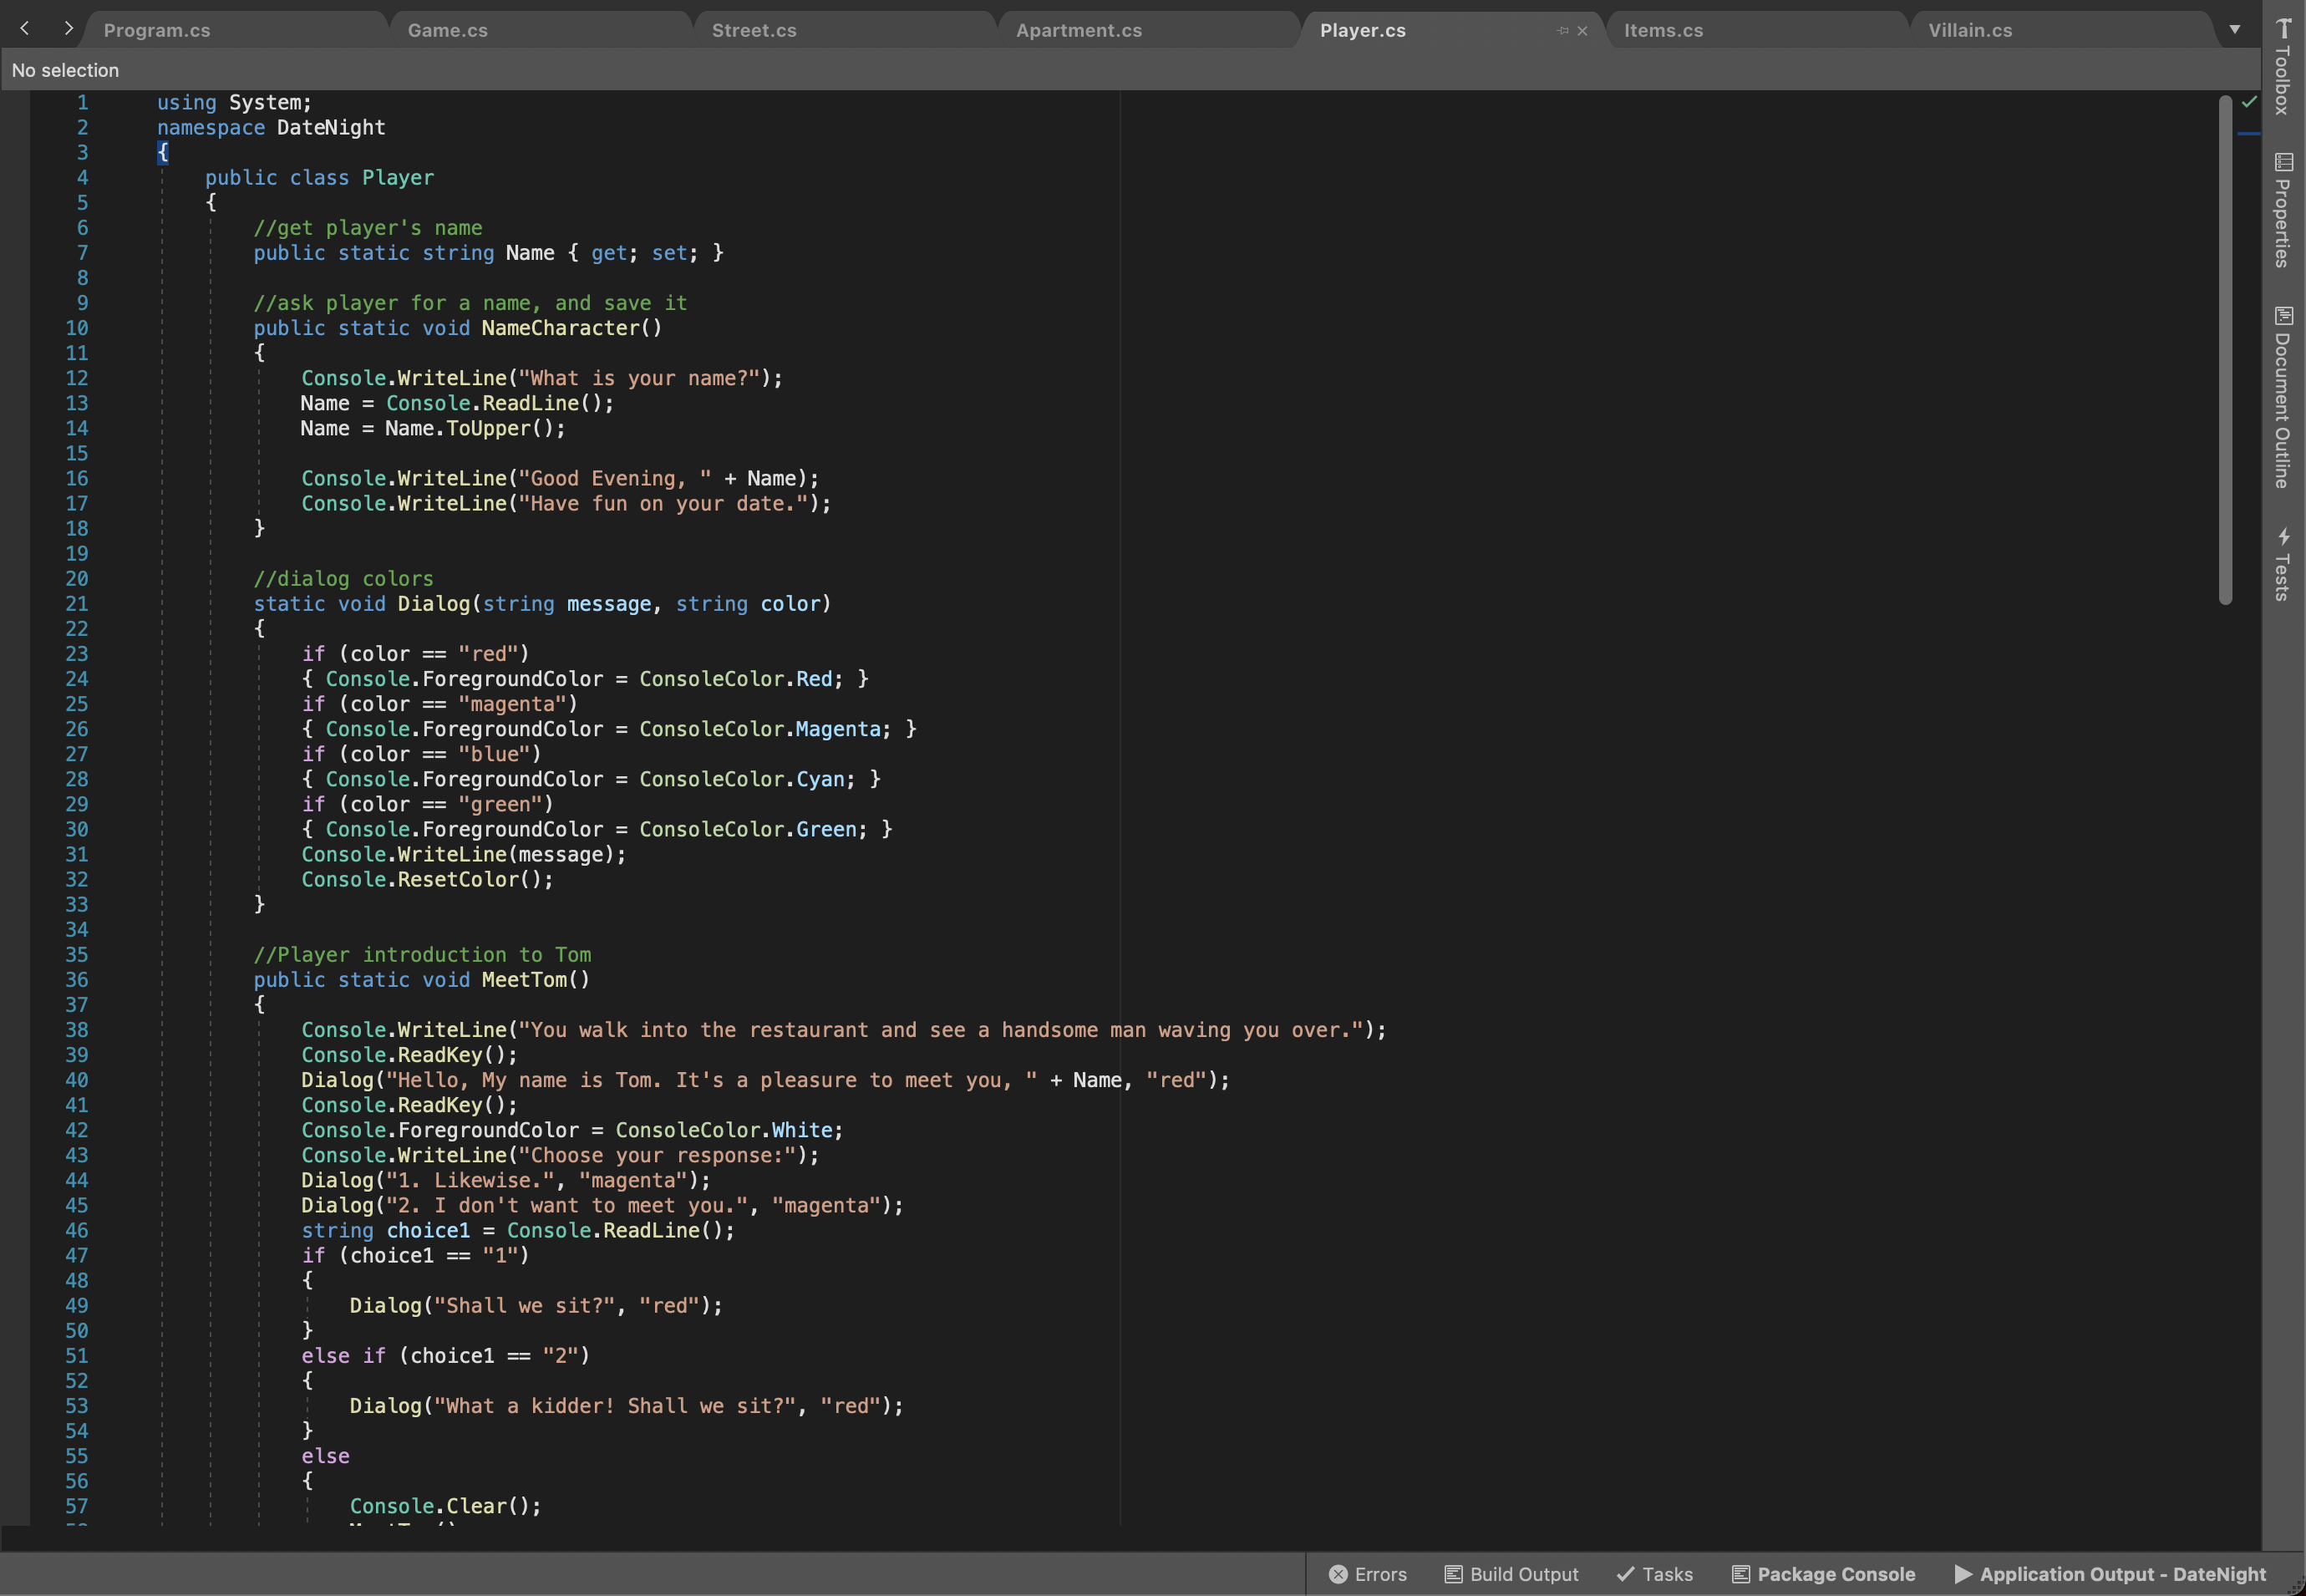 Program.cs
Game.cs
Street.cs
Apartment.cs
Player.cs
Items.cs
Villain.cs
No selection
1 using System;
2 namespace DateNight
3 {
4 public class Player
5 {
6 //get player's name
7 public static string Name { get; set; }
8
9 //ask player for a name, and save it
10 public static void NameCharacter()
11 {
12 Console.WriteLine("What is your name?");
13 Name = Console.ReadLine();
14 Name = Name.ToUpper();
15
16 Console.WriteLine("Good Evening, " + Name);
17 Console.WriteLine("Have fun on your date.");
18 }
19
20 //dialog colors
21 static void Dialog(string message, string color)
22 {
23 if (color == "red")
24 { Console.ForegroundColor = ConsoleColor.Red; }
25 if (color == "magenta")
26 { Console.ForegroundColor = ConsoleColor.Magenta; }
27 if (color == "blue")
28 { Console.ForegroundColor = ConsoleColor.Cyan; }
29 if (color == "green")
30 { Console.ForegroundColor = ConsoleColor.Green; }
31 Console.WriteLine(message);
32 Console.ResetColor();
33 }
34
35 //Player introduction to Tom
36 public static void MeetTom()
37 {
38 Console.WriteLine("You walk into the restaurant and see a handsome man waving you over.");
39 Console.ReadKey();
40 Dialog("Hello, My name is Tom. It's a pleasure to meet you, " + Name, "red");
41 Console.ReadKey();
42 Console.ForegroundColor = ConsoleColor.White;
43 Console.WriteLine("Choose your response:");
44 Dialog("1. Likewise.", "magenta");
45 Dialog("2. I don't want to meet you.", "magenta");
46 string choice1 = Console.ReadLine();
47 if (choice1 == "1")
48 {
49 Dialog("Shall we sit?", "red");
50 }
51 else if (choice1 == "2")
52 {
53 Dialog("What a kidder! Shall we sit?", "red");
54 }
55 else
56 {
57 Console.Clear();
Toolbox
Properties
Document Outline
Tests
Errors
Build Output
Tasks
Package Console
Application Output - DateNight